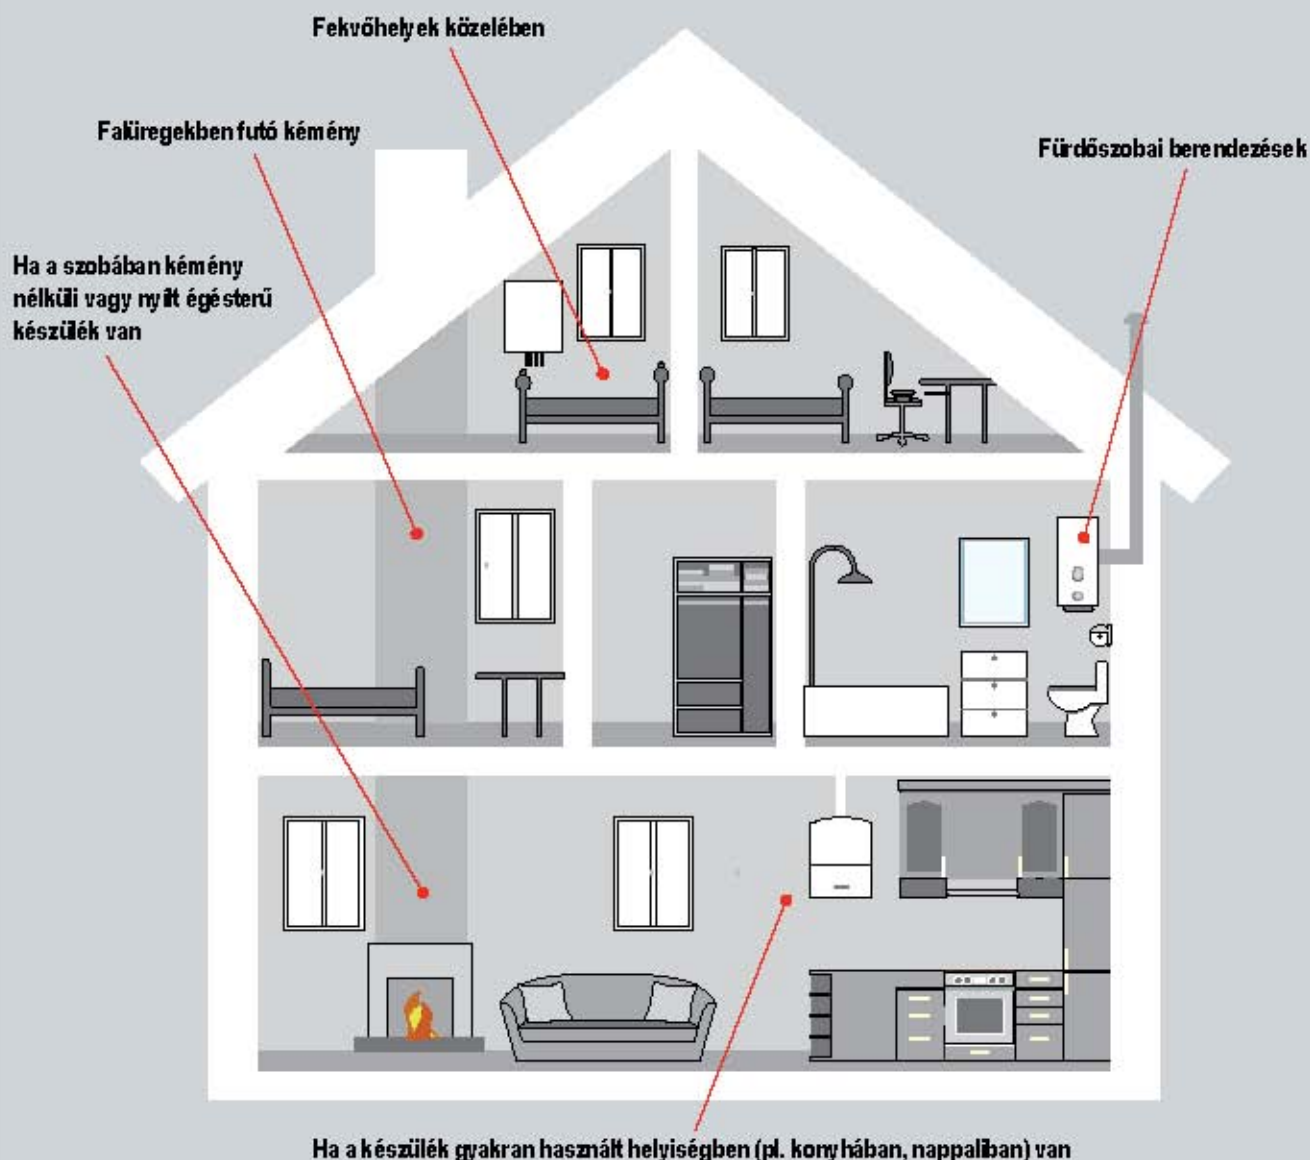 Fekvőhelyek közelében
Falüregekben futó kémény
Fürdőszobai berendezések
Ha a szobában kémény
nélküli vagy nyílt égésterű
készülék van
Ha a készülék gyakran használt helyiségben (pl. konyhában, nappaliban) van